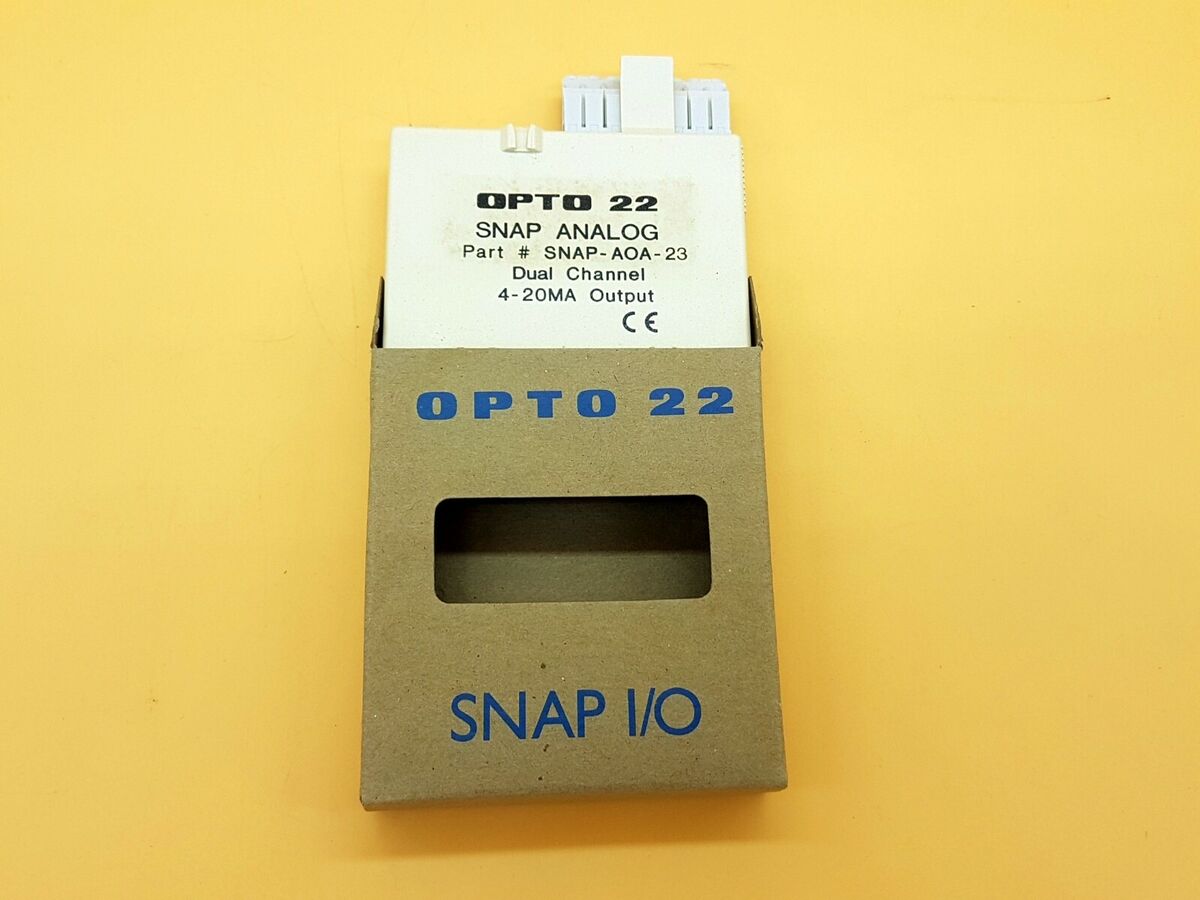 OPTO 22
SNAP ANALOG
Part # SNAP-AOA-23
Dual Channel
4-20MA Output
CE
OPTO 22
SNAP I/O